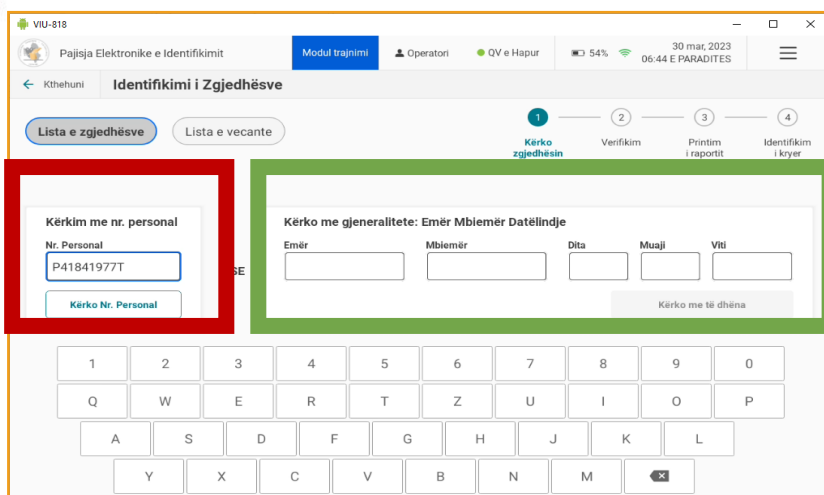 VIU-818
Pajisja Elektronike e Identifikimit
Modul trajnimi
Operatori
QV e Hapur
54%
30 mar, 2023
06:44 E PARADITES
Kthehuni
Identifikimi i Zgjedhësve
Lista e zgjedhësve
Lista e vecante
1
2
3
4
Kërko
zgjedhësin
Verifikim
Printim
i raportit
Identifikim
i kryer
Kërkim me nr. personal
Nr. Personal
P41841977T
Kërko Nr. Personal
SE
Kërko me gjeneralitete: Emër Mbiemër Datëlindje
Emër
Mbiemër
Dita
Muaji
Viti
Kërko me të dhëna
1 2 3 4 5 6 7 8 9 0
Q W E R T Z U I O P
A S D F G H J K L
Y X C V B N M